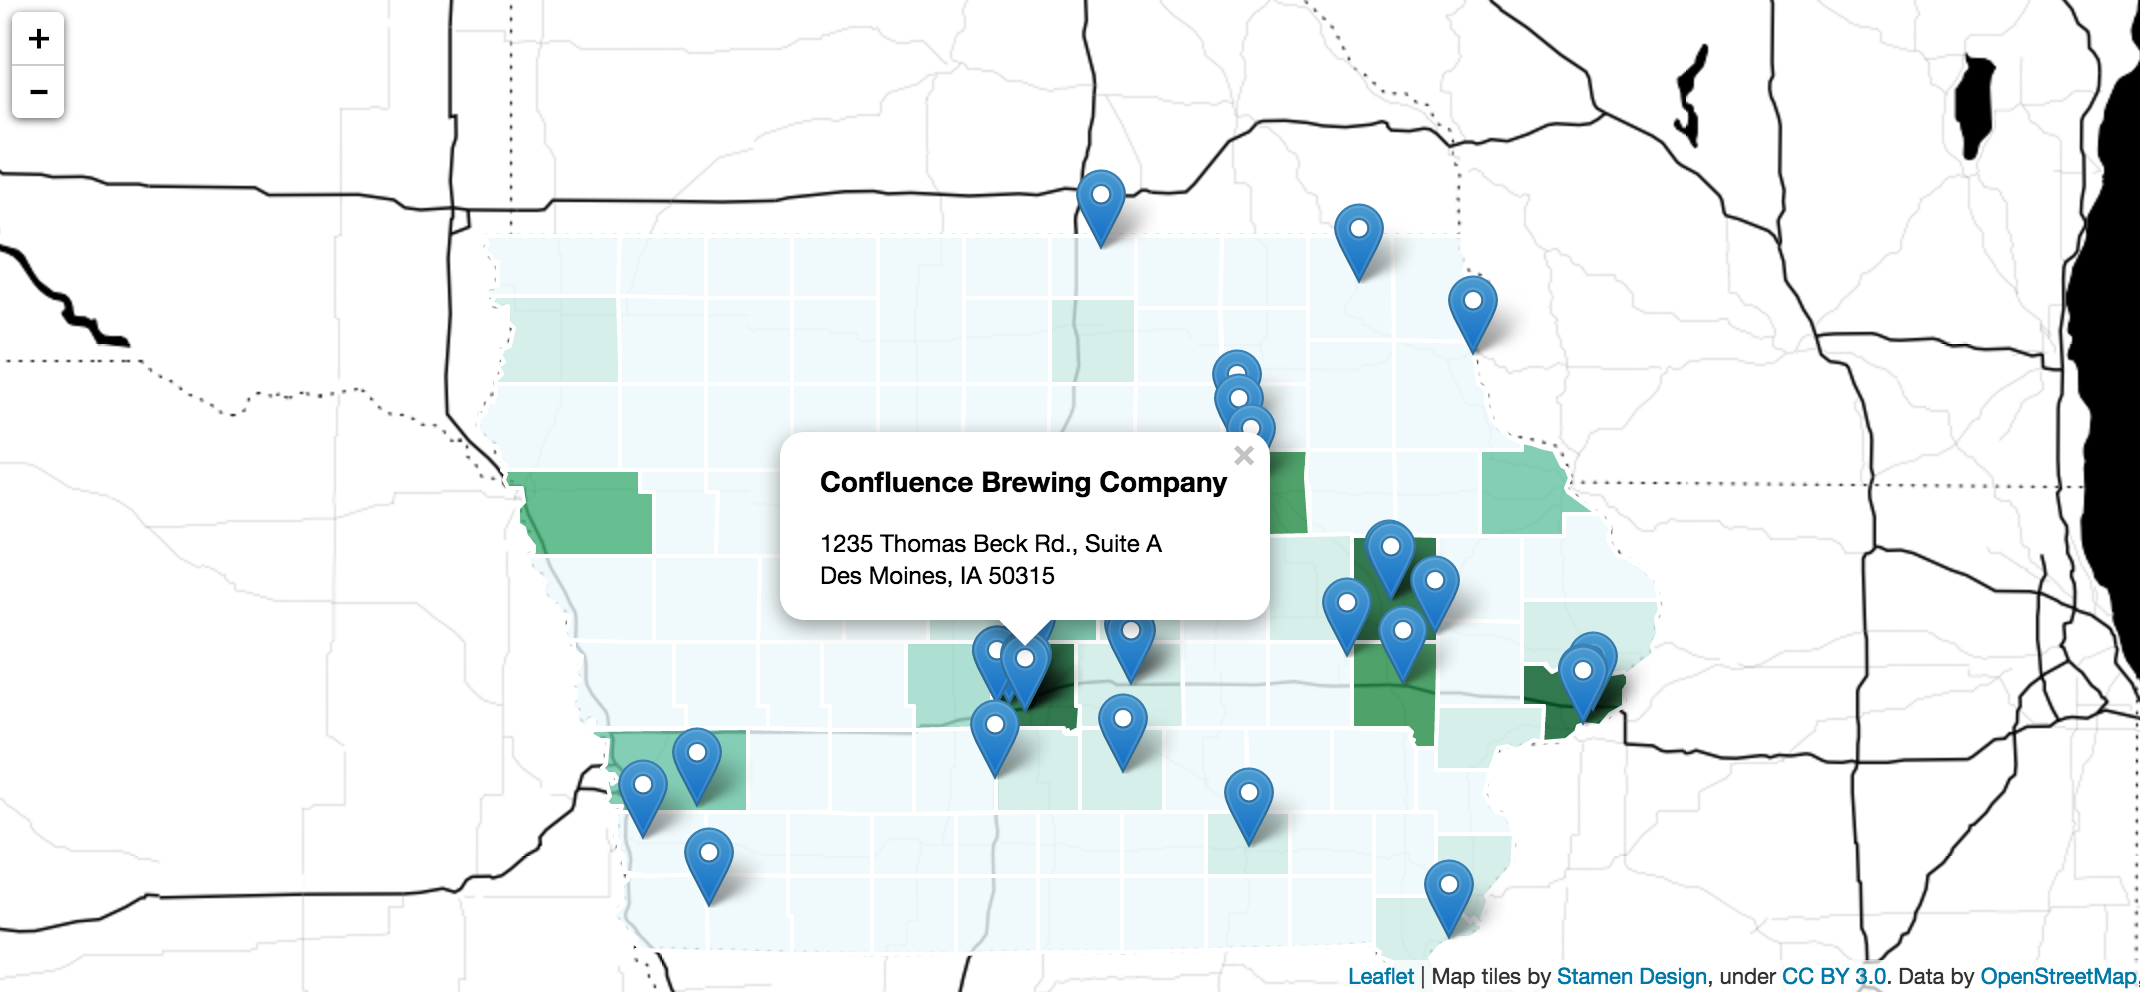 +
−
Confluence Brewing Company
1235 Thomas Beck Rd., Suite A
Des Moines, IA 50315
×
Leaflet | Map tiles by Stamen Design, under CC BY 3.0. Data by OpenStreetMap,